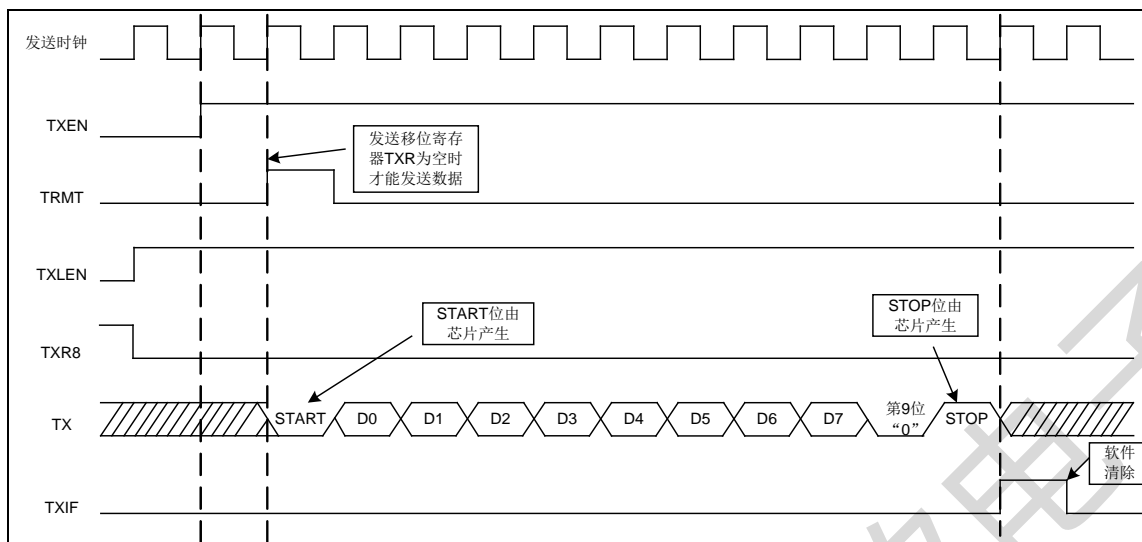 发送时钟
TXEN
发送移位寄存
器TXR为空时
才能发送数据
TRMT
TXLEN
START位由
芯片产生
STOP位由
芯片产生
TXR8
TX
START
D0
D1
D2
D3
D4
D5
D6
D7
第9位
“0”
STOP
软件
清除
TXIF